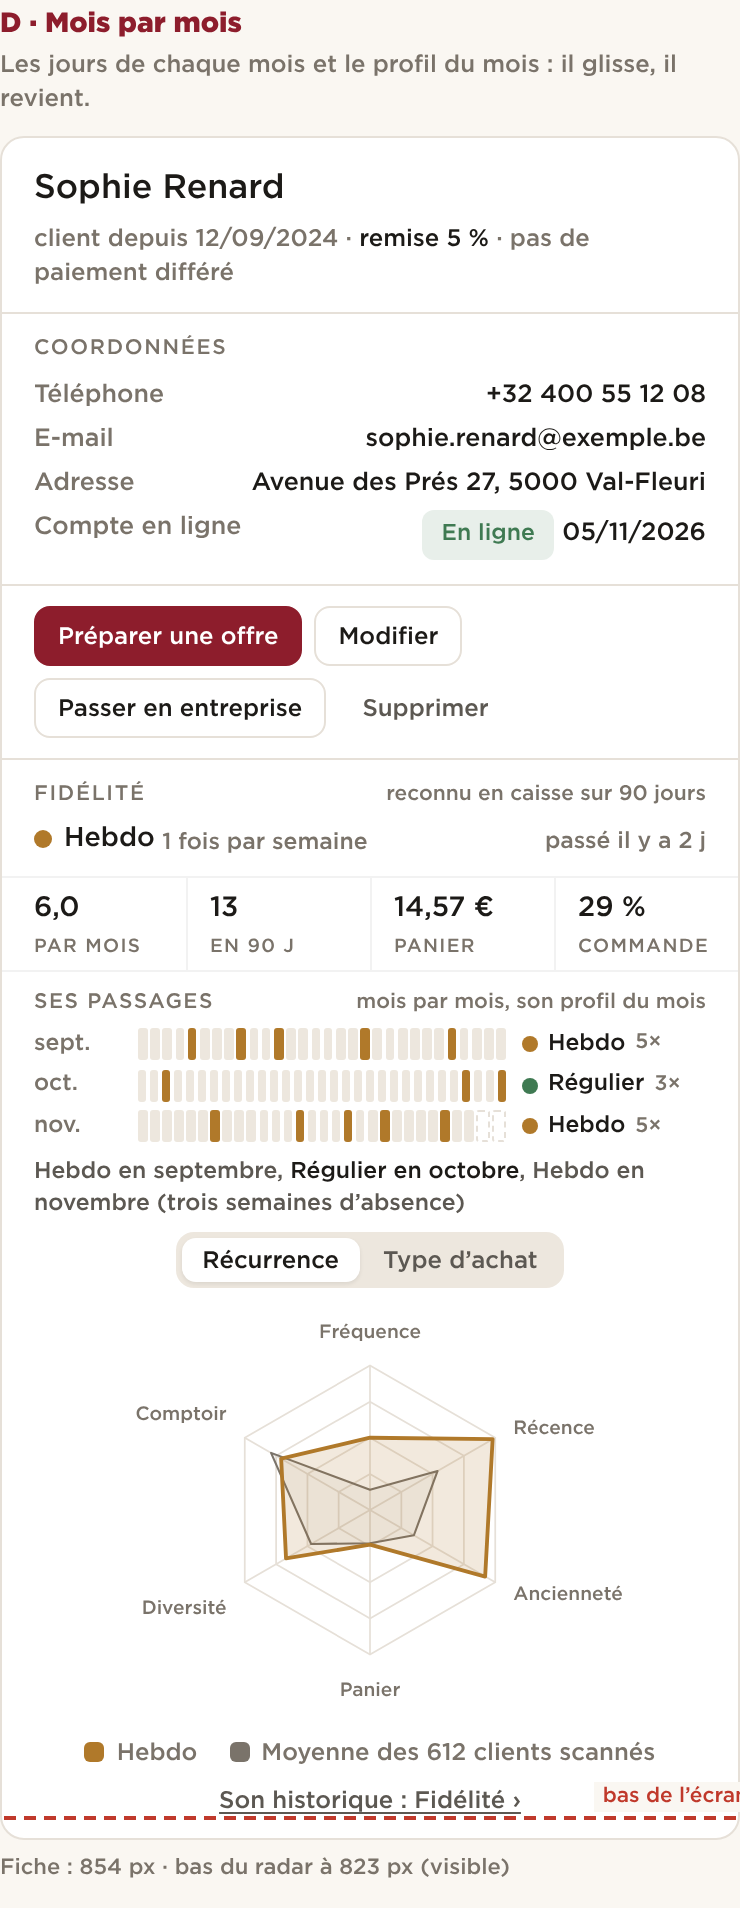 D · Mois par mois
Les jours de chaque mois et le profil du mois : il glisse, il
revient.
Sophie Renard
client depuis 12/09/2024 · remise 5 % · pas de
paiement différé
COORDONNÉES
Téléphone +32 400 55 12 08
E-mail sophie.renard@exemple.be
Adresse Avenue des Prés 27, 5000 Val-Fleuri
Compte en ligne En ligne 05/11/2026
Préparer une offre Modifier
Passer en entreprise Supprimer
FIDÉLITÉ reconnu en caisse sur 90 jours
Hebdo 1 fois par semaine passé il y a 2 j
6,0 13 14,57 € 29 %
PAR MOIS EN 90 J PANIER COMMANDE
SES PASSAGES mois par mois, son profil du mois
sept. Hebdo 5×
oct. Régulier 3×
nov. Hebdo 5×
Hebdo en septembre, Régulier en octobre, Hebdo en
novembre (trois semaines d’absence)
Récurrence Type d’achat
Fréquence
Comptoir Récence
Diversité Ancienneté
Panier
Hebdo Moyenne des 612 clients scannés
Son historique : Fidélité › bas de l’écran
Fiche : 854 px · bas du radar à 823 px (visible)